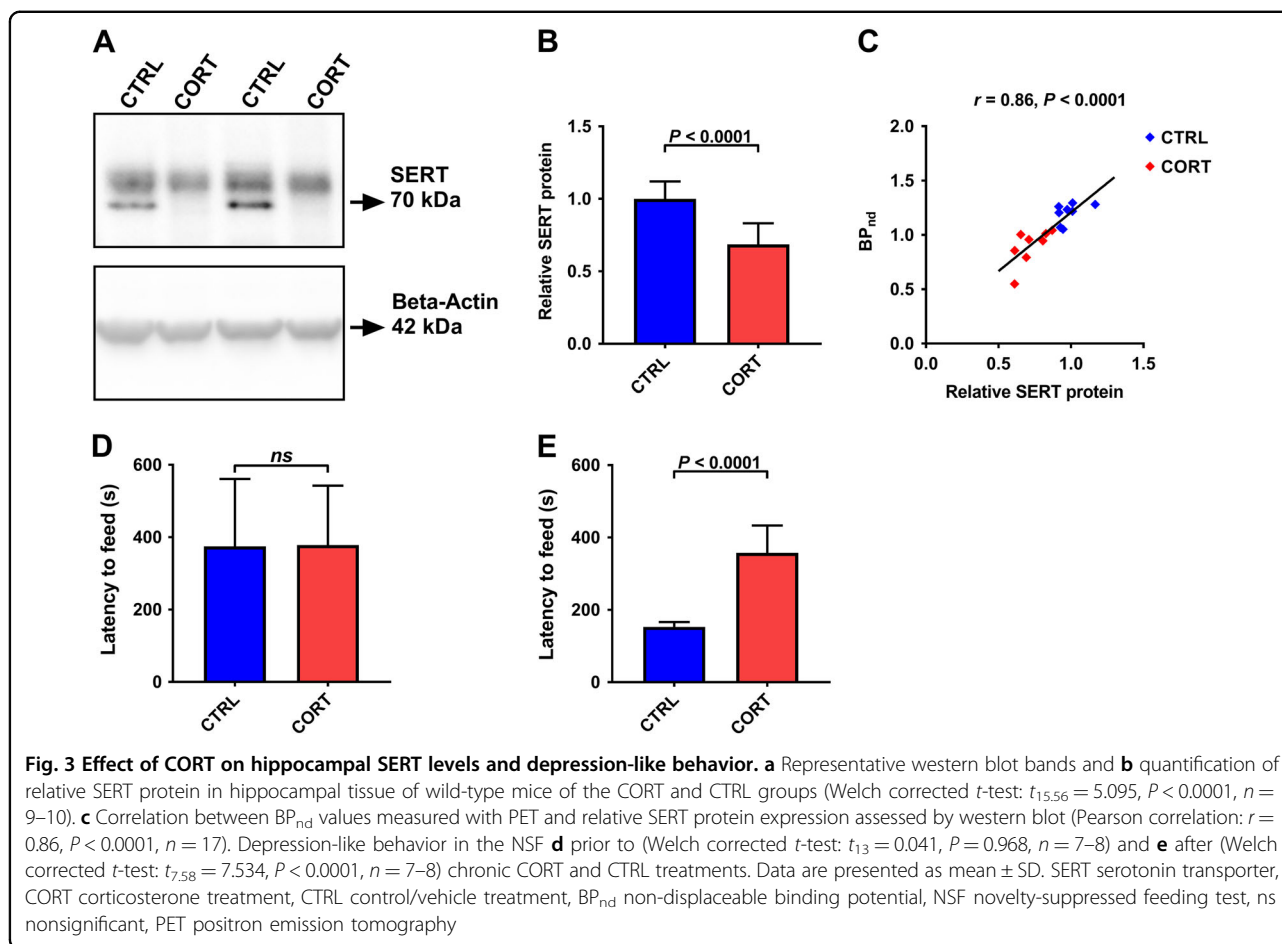 A
CTRL CORT CTRL CORT
SERT
70 kDa
Beta-Actin
42 kDa
B
P < 0.0001
Relative SERT protein
1.5
1.0
0.5
0.0
CTRL CORT
C
r = 0.86, P < 0.0001
CTRL
CORT
BPnd
2.0
1.5
1.0
0.5
0.0
0.0 0.5 1.0 1.5
Relative SERT protein
D
ns
Latency to feed (s)
600
400
200
0
CTRL CORT
E
P < 0.0001
Latency to feed (s)
600
400
200
0
CTRL CORT
Fig. 3 Effect of CORT on hippocampal SERT levels and depression-like behavior. a Representative western blot bands and b quantification of
relative SERT protein in hippocampal tissue of wild-type mice of the CORT and CTRL groups (Welch corrected t-test: t15.56 = 5.095, P < 0.0001, n =
9–10). c Correlation between BPnd values measured with PET and relative SERT protein expression assessed by western blot (Pearson correlation: r =
0.86, P < 0.0001, n = 17). Depression-like behavior in the NSF d prior to (Welch corrected t-test: t13 = 0.041, P = 0.968, n = 7–8) and e after (Welch
corrected t-test: t7.58 = 7.534, P < 0.0001, n = 7–8) chronic CORT and CTRL treatments. Data are presented as mean ± SD. SERT serotonin transporter,
CORT corticosterone treatment, CTRL control/vehicle treatment, BPnd non-displaceable binding potential, NSF novelty-suppressed feeding test, ns
nonsignificant, PET positron emission tomography